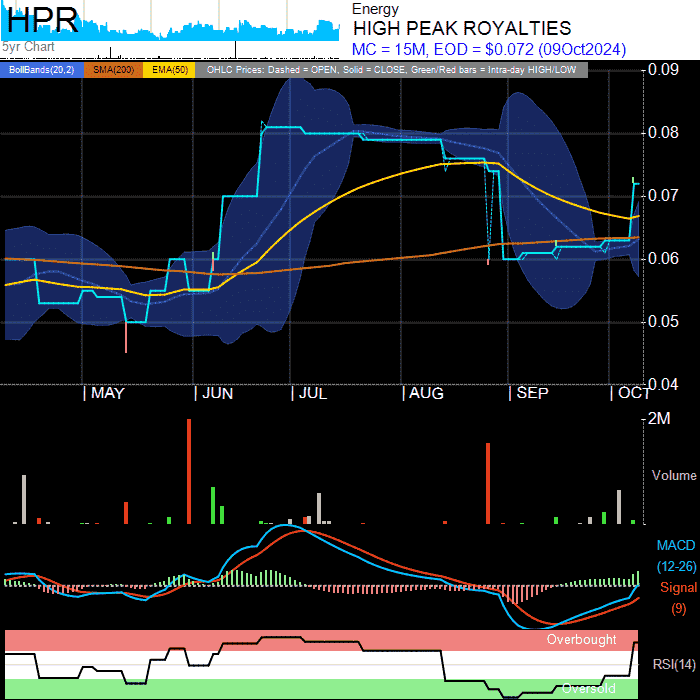 HPR
5yr Chart
Energy
HIGH PEAK ROYALTIES
MC = 15M, EOD = $0.072 (09Oct2024)
BollBands(20,2) SMA(200) EMA(50) OHLC Prices: Dashed = OPEN, Solid = CLOSE, Green/Red bars = Intra-day HIGH/LOW
0.09
0.08
0.07
0.06
0.05
0.04
MAY JUN JUL AUG SEP OCT
2M
Volume
MACD
(12-26)
Signal
(9)
Overbought
RSI(14)
Oversold